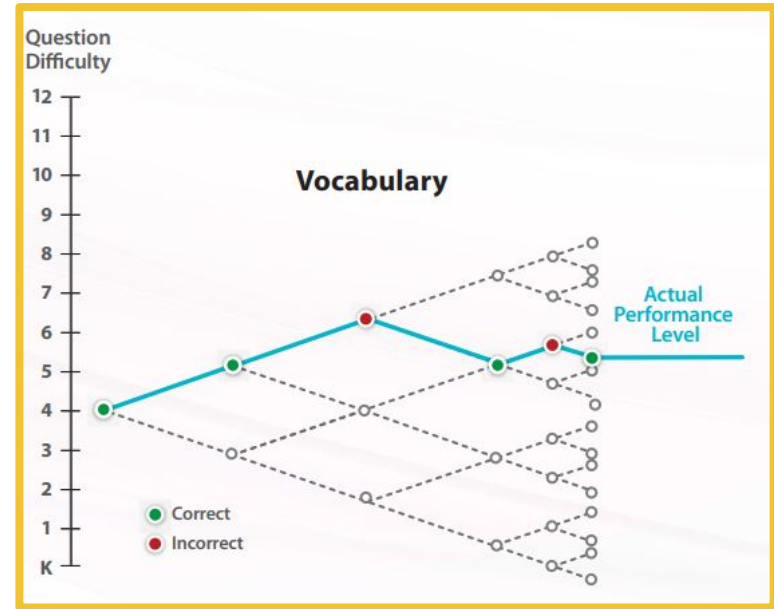 Question
Difficulty
12
11
10
9
8
7
6
5
4
3
2
1
K
Vocabulary
Actual
Performance
Level
Correct
Incorrect